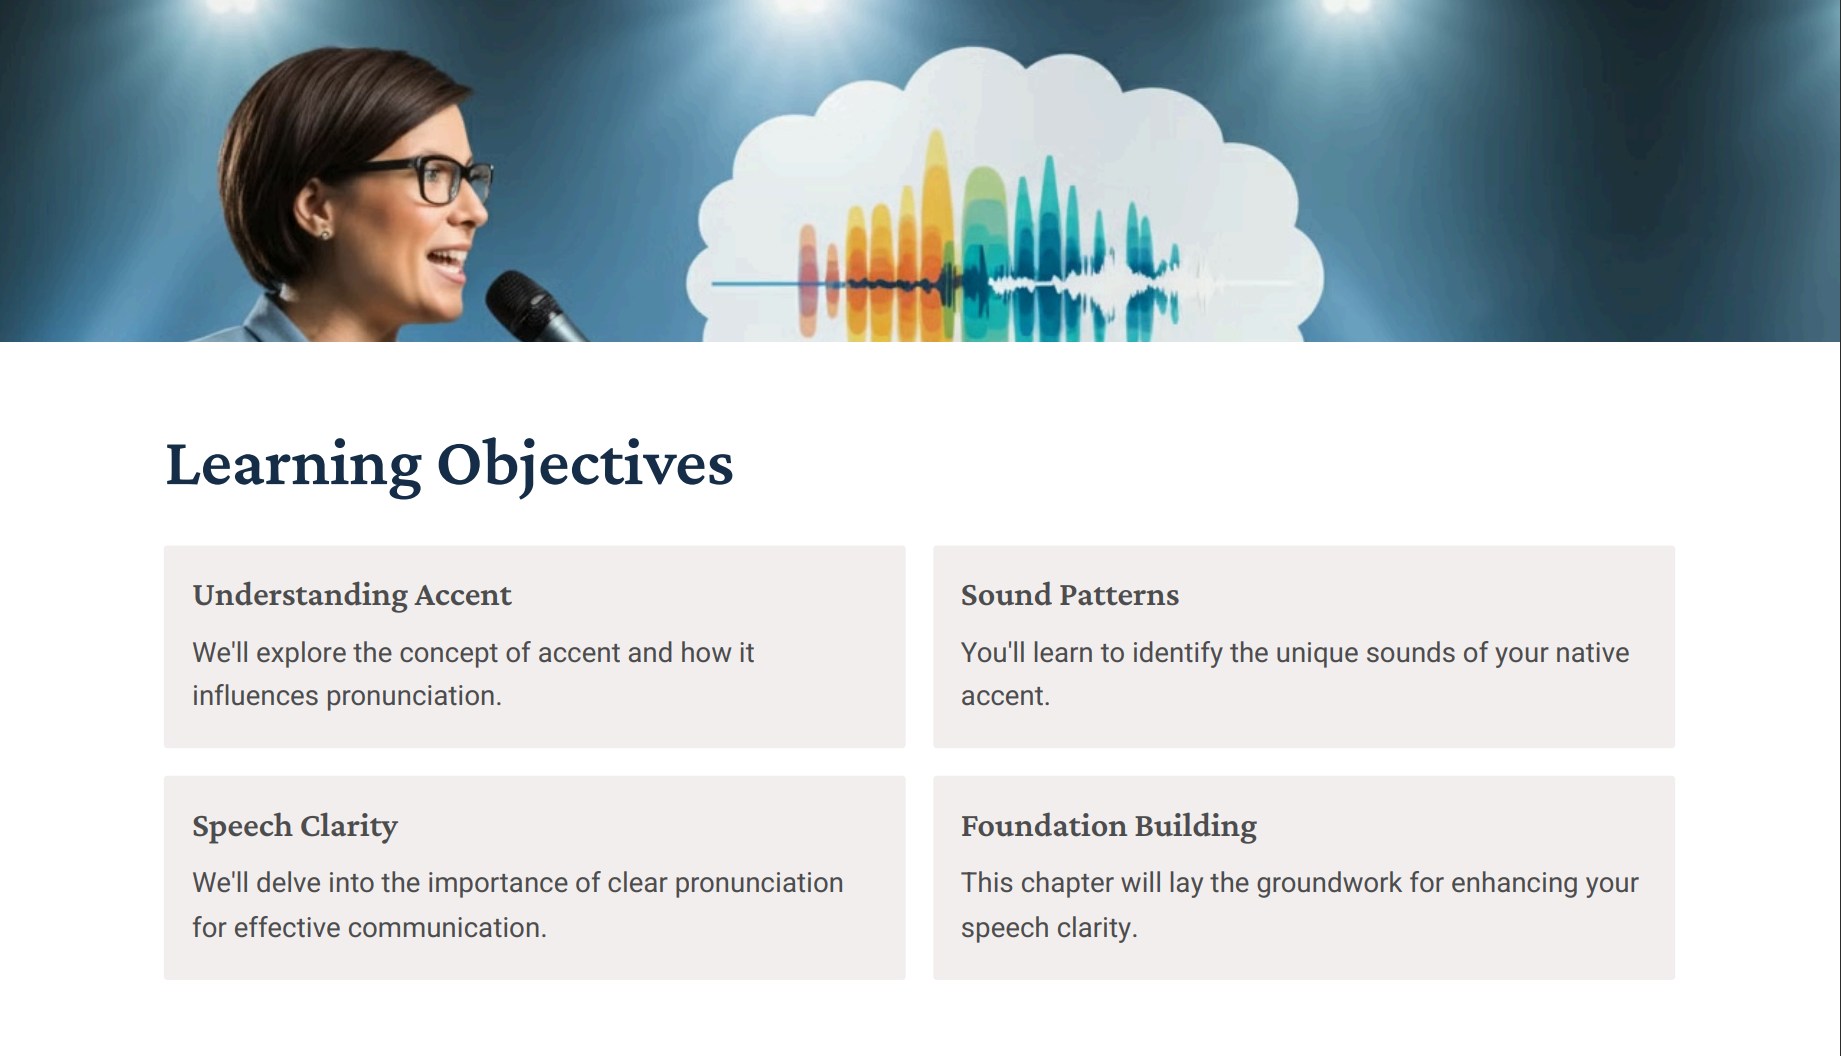 Learning Objectives
Understanding Accent
We'll explore the concept of accent and how it
influences pronunciation.
Sound Patterns
You'll learn to identify the unique sounds of your native
accent.
Speech Clarity
We'll delve into the importance of clear pronunciation
for effective communication.
Foundation Building
This chapter will lay the groundwork for enhancing your
speech clarity.